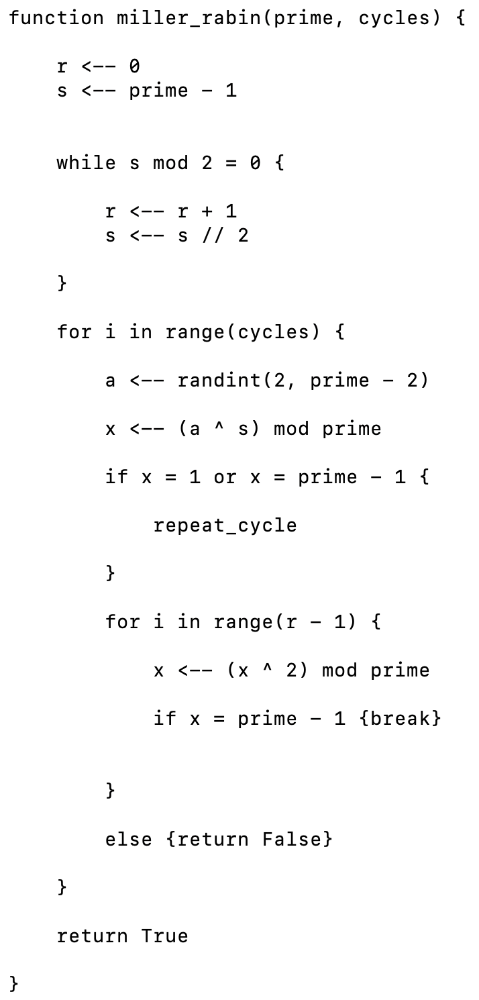 function miller_rabin(prime, cycles) {
r <-- 0
s <-- prime - 1
while s mod 2 = 0 {
r <-- r + 1
s <-- s // 2
}
for i in range(cycles) {
a <-- randint(2, prime - 2)
x <-- (a ^ s) mod prime
if x = 1 or x = prime - 1 {
repeat_cycle
}
for i in range(r - 1) {
x <-- (x ^ 2) mod prime
if x = prime - 1 {break}
}
else {return False}
}
return True
}